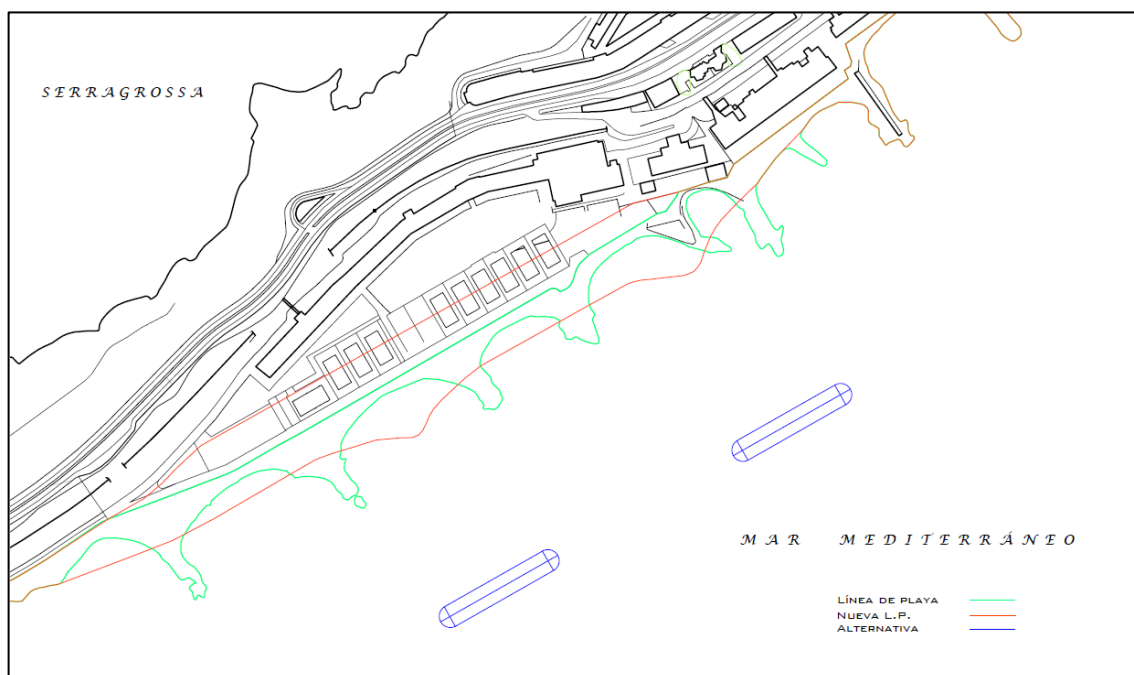 SERRAGROSSA
MAR MEDITERRÁNEO
LÍNEA DE PLAYA
NUEVA L.P.
ALTERNATIVA